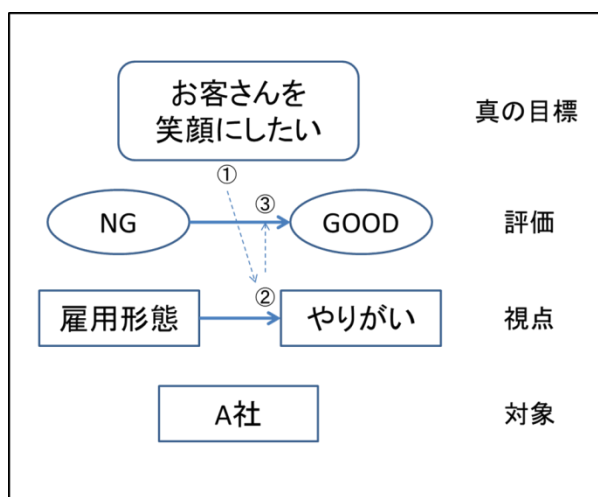 お客さんを
笑顔にしたい
真の目標
①
NG
③
GOOD
評価
②
雇用形態
やりがい
視点
A社
対象